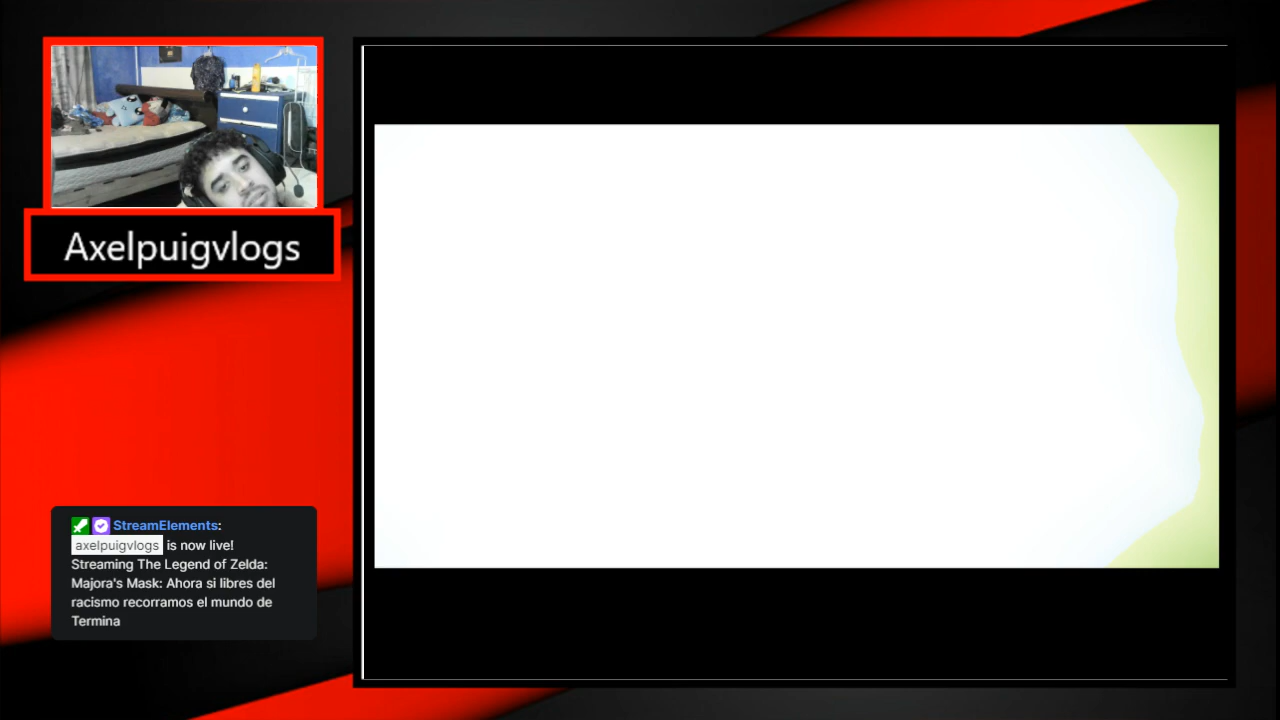 Axelpuigvlogs
StreamElements:
axelpuigvlogs is now live!
Streaming The Legend of Zelda:
Majora's Mask: Ahora si libres del
racismo recorramos el mundo de
Termina